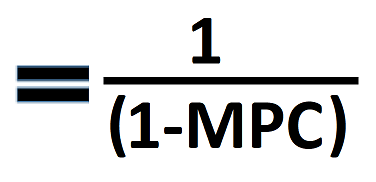 1
=
(1-MPC)